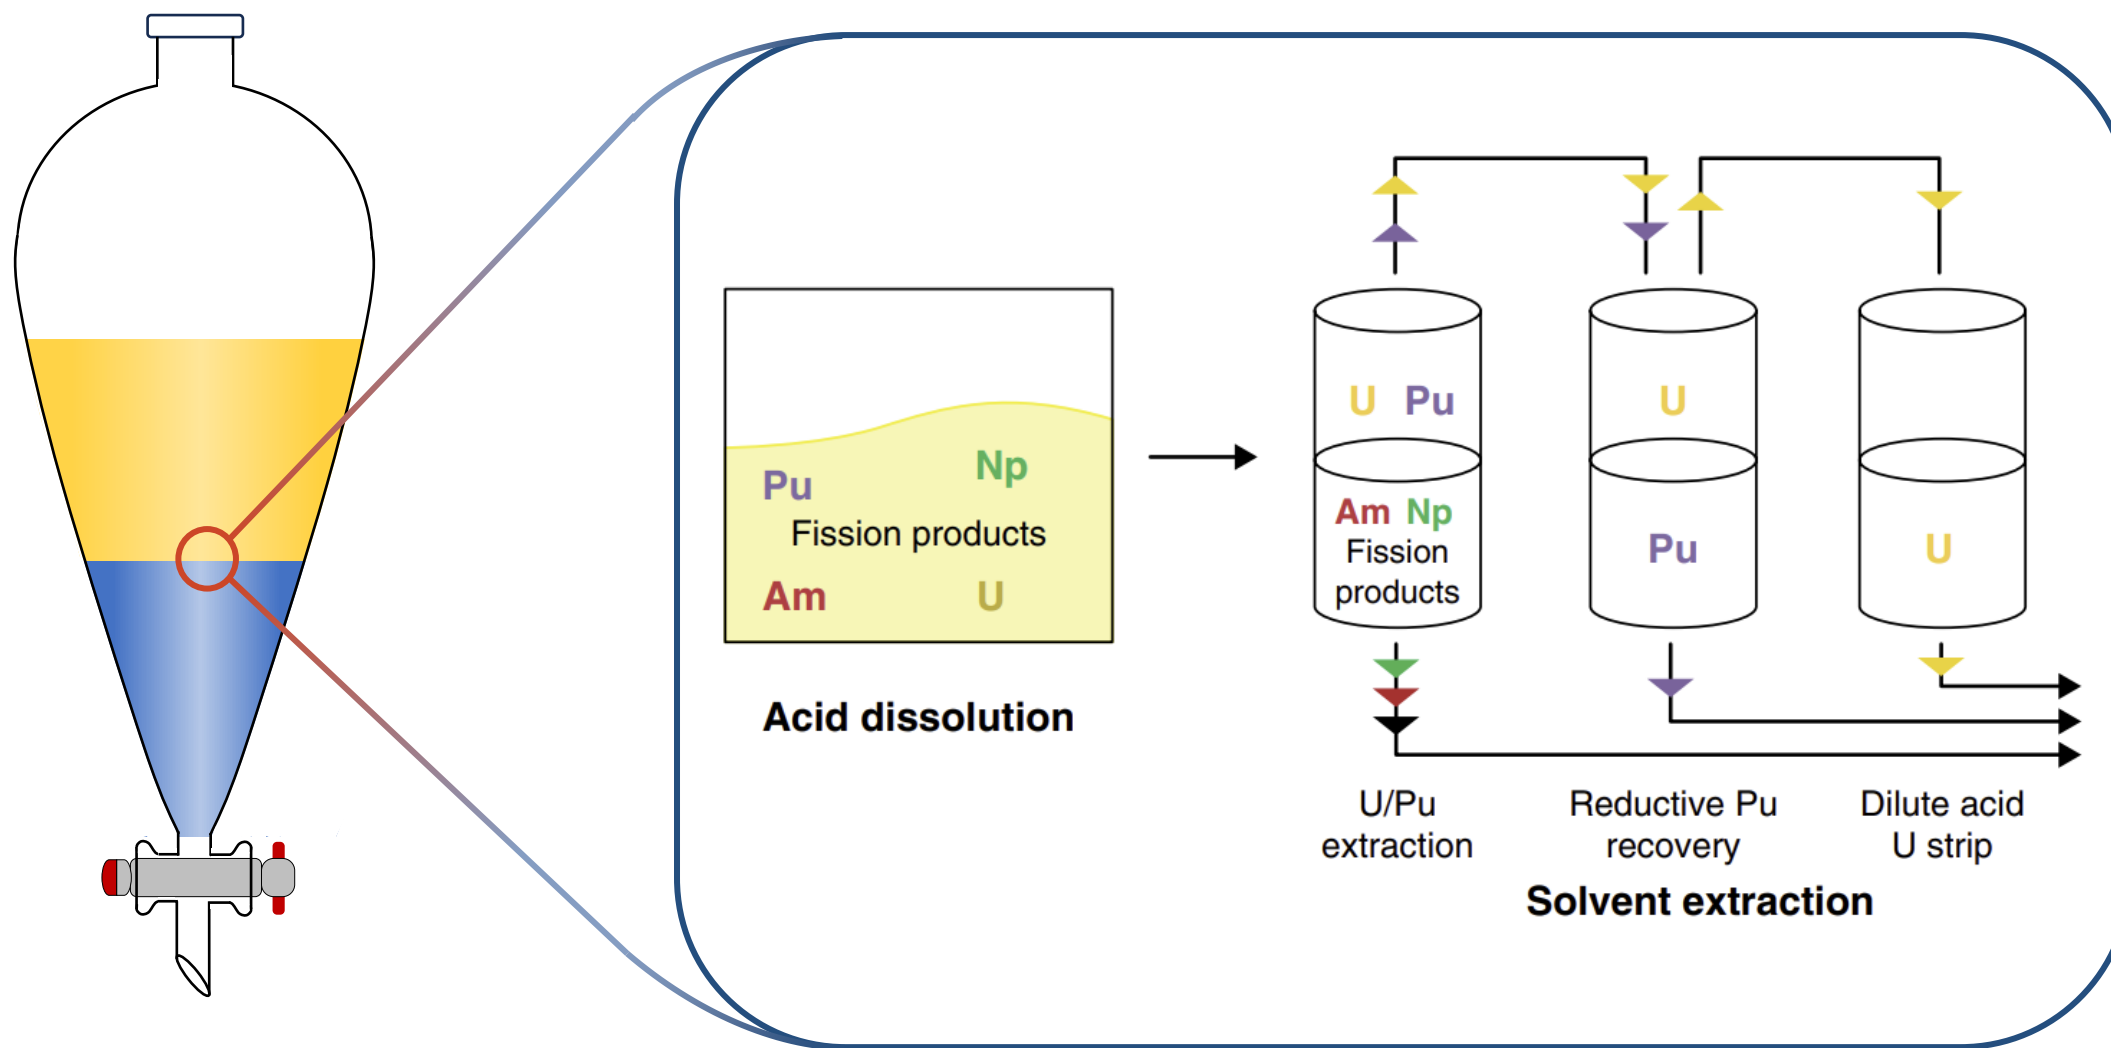 Pu
Np
Fission products
Am
U
Acid dissolution
U Pu
Am Np
Fission
products
U
Pu
U
U/Pu
extraction
Reductive Pu
recovery
Dilute acid
U strip
Solvent extraction